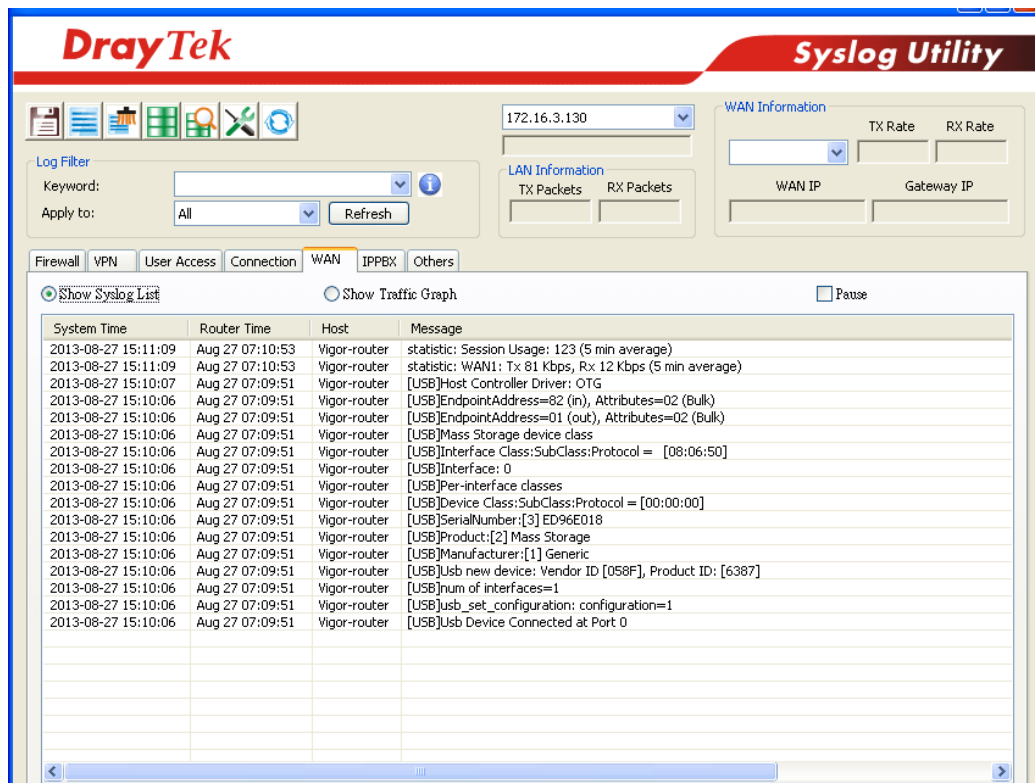 DrayTek
Syslog Utility
172.16.3.130
WAN Information
TX Rate RX Rate
Log Filter
Keyword:
LAN Information
TX Packets RX Packets
WAN IP Gateway IP
Apply to: All Refresh
Firewall VPN User Access Connection WAN IPPBX Others
Show Syslog List Show Traffic Graph Pause
System Time Router Time Host Message
2013-08-27 15:11:09 Aug 27 07:10:53 Vigor-router statistic: Session Usage: 123 (5 min average)
2013-08-27 15:11:09 Aug 27 07:10:53 Vigor-router statistic: WAN1: Tx 81 Kbps, Rx 12 Kbps (5 min average)
2013-08-27 15:10:07 Aug 27 07:09:51 Vigor-router [USB]Host Controller Driver: OTG
2013-08-27 15:10:06 Aug 27 07:09:51 Vigor-router [USB]EndpointAddress=82 (in), Attributes=02 (Bulk)
2013-08-27 15:10:06 Aug 27 07:09:51 Vigor-router [USB]EndpointAddress=01 (out), Attributes=02 (Bulk)
2013-08-27 15:10:06 Aug 27 07:09:51 Vigor-router [USB]Mass Storage device class
2013-08-27 15:10:06 Aug 27 07:09:51 Vigor-router [USB]Interface Class:SubClass:Protocol = [08:06:50]
2013-08-27 15:10:06 Aug 27 07:09:51 Vigor-router [USB]Interface: 0
2013-08-27 15:10:06 Aug 27 07:09:51 Vigor-router [USB]Per-interface classes
2013-08-27 15:10:06 Aug 27 07:09:51 Vigor-router [USB]Device Class:SubClass:Protocol = [00:00:00]
2013-08-27 15:10:06 Aug 27 07:09:51 Vigor-router [USB]SerialNumber:[3] ED96E018
2013-08-27 15:10:06 Aug 27 07:09:51 Vigor-router [USB]Product:[2] Mass Storage
2013-08-27 15:10:06 Aug 27 07:09:51 Vigor-router [USB]Manufacturer:[1] Generic
2013-08-27 15:10:06 Aug 27 07:09:51 Vigor-router [USB]Usb new device: Vendor ID [058F], Product ID: [6387]
2013-08-27 15:10:06 Aug 27 07:09:51 Vigor-router [USB]num of interfaces=1
2013-08-27 15:10:06 Aug 27 07:09:51 Vigor-router [USB]usb_set_configuration: configuration=1
2013-08-27 15:10:06 Aug 27 07:09:51 Vigor-router [USB]Usb Device Connected at Port 0